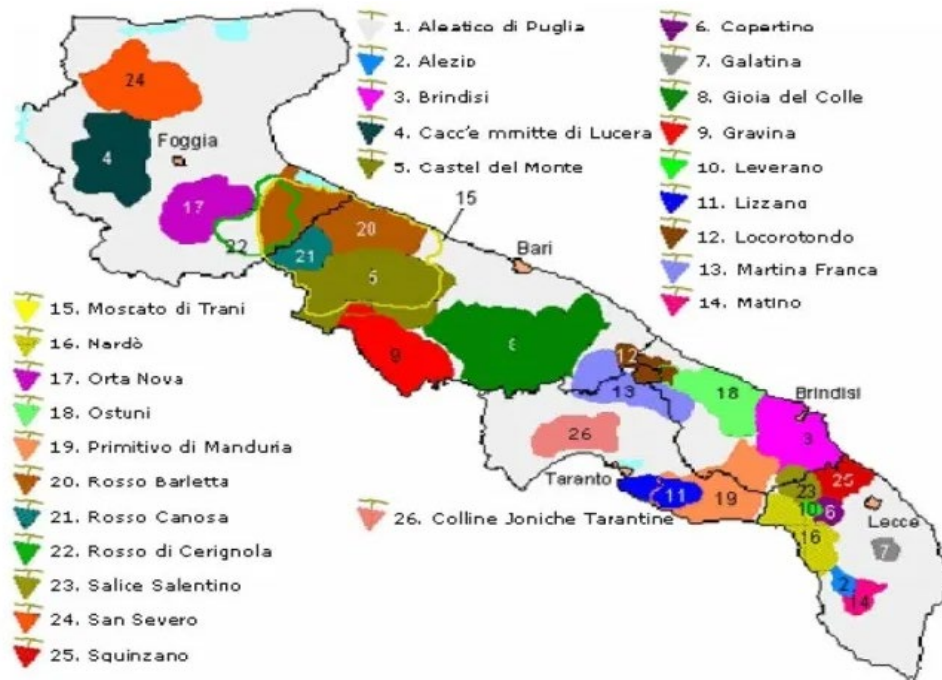 1. Aleatico di Puglia
2. Alezio
3. Brindisi
4. Cacc'e mmitte di Lucera
5. Castel del Monte
6. Copertino
7. Galatina
8. Gioia del Colle
9. Gravina
10. Leverano
11. Lizzano
12. Locorotondo
13. Martina Franca
14. Matino
15. Moscato di Trani
16. Nardò
17. Orta Nova
18. Ostuni
19. Primitivo di Manduria
20. Rosso Barletta
21. Rosso Canosa
22. Rosso di Cerignola
23. Salice Salentino
24. San Severo
25. Squinzano
26. Colline Joniche Tarantine
24
4
Foggia
17
22
15
20
21
5
Bari
9
8
12
13
18
Brindisi
3
26
Taranto
11
19
23
25
10
6
Lecce
16
7
2
14